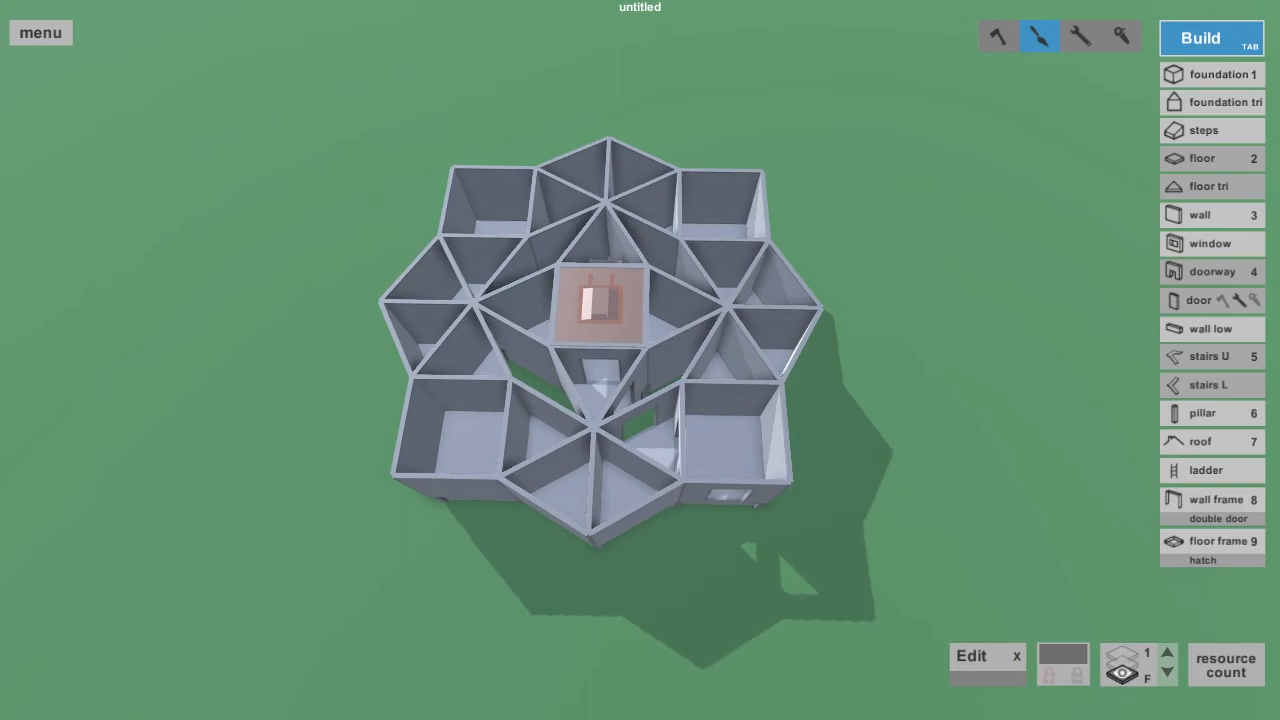 untitled
menu
Build
TAB
foundation 1
foundation tri
steps
floor 2
floor tri
wall 3
window
doorway 4
door
wall low
stairs U 5
stairs L
pillar 6
roof 7
ladder
wall frame 8
double door
floor frame 9
hatch
Edit x
1
F
resource
count